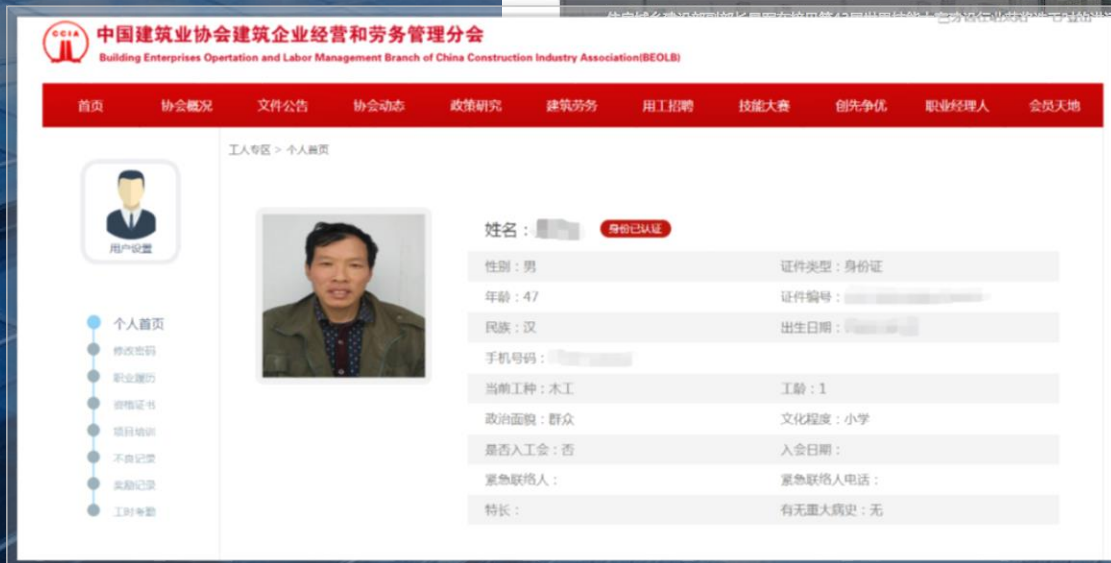 CCIA
中国建筑业协会建筑企业经营和劳务管理分会
Building Enterprises Opertation and Labor Management Branch of China Construction Industry Association(BEOLB)
首页 协会概况 文件公告 协会动态 政策研究 建筑劳务 用工招聘 技能大赛 创先争优 职业经理人 会员天地
工人专区 > 个人首页
用户设置
个人首页
修改密码
职业履历
资格证书
项目培训
不良记录
奖励记录
工时考勤
姓名： 身份已认证
性别：男 证件类型：身份证
年龄：47 证件编号：
民族：汉 出生日期：
手机号码：
当前工种：木工 工龄：1
政治面貌：群众 文化程度：小学
是否入工会：否 入会日期：
紧急联络人： 紧急联络人电话：
特长： 有无重大病史：无